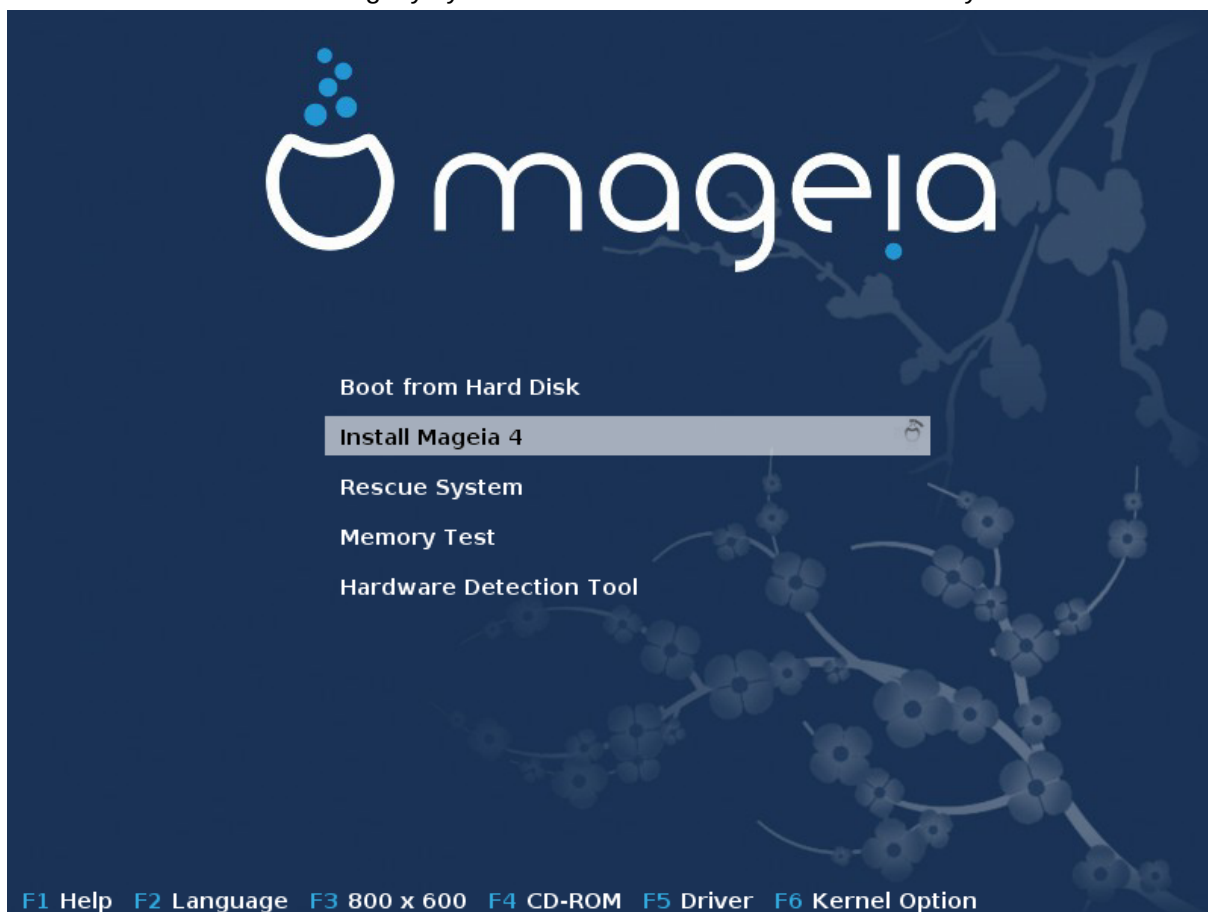 mageia
Boot from Hard Disk
Install Mageia 4
Rescue System
Memory Test
Hardware Detection Tool
F1 Help F2 Language F3 800 x 600 F4 CD-ROM F5 Driver F6 Kernel Option